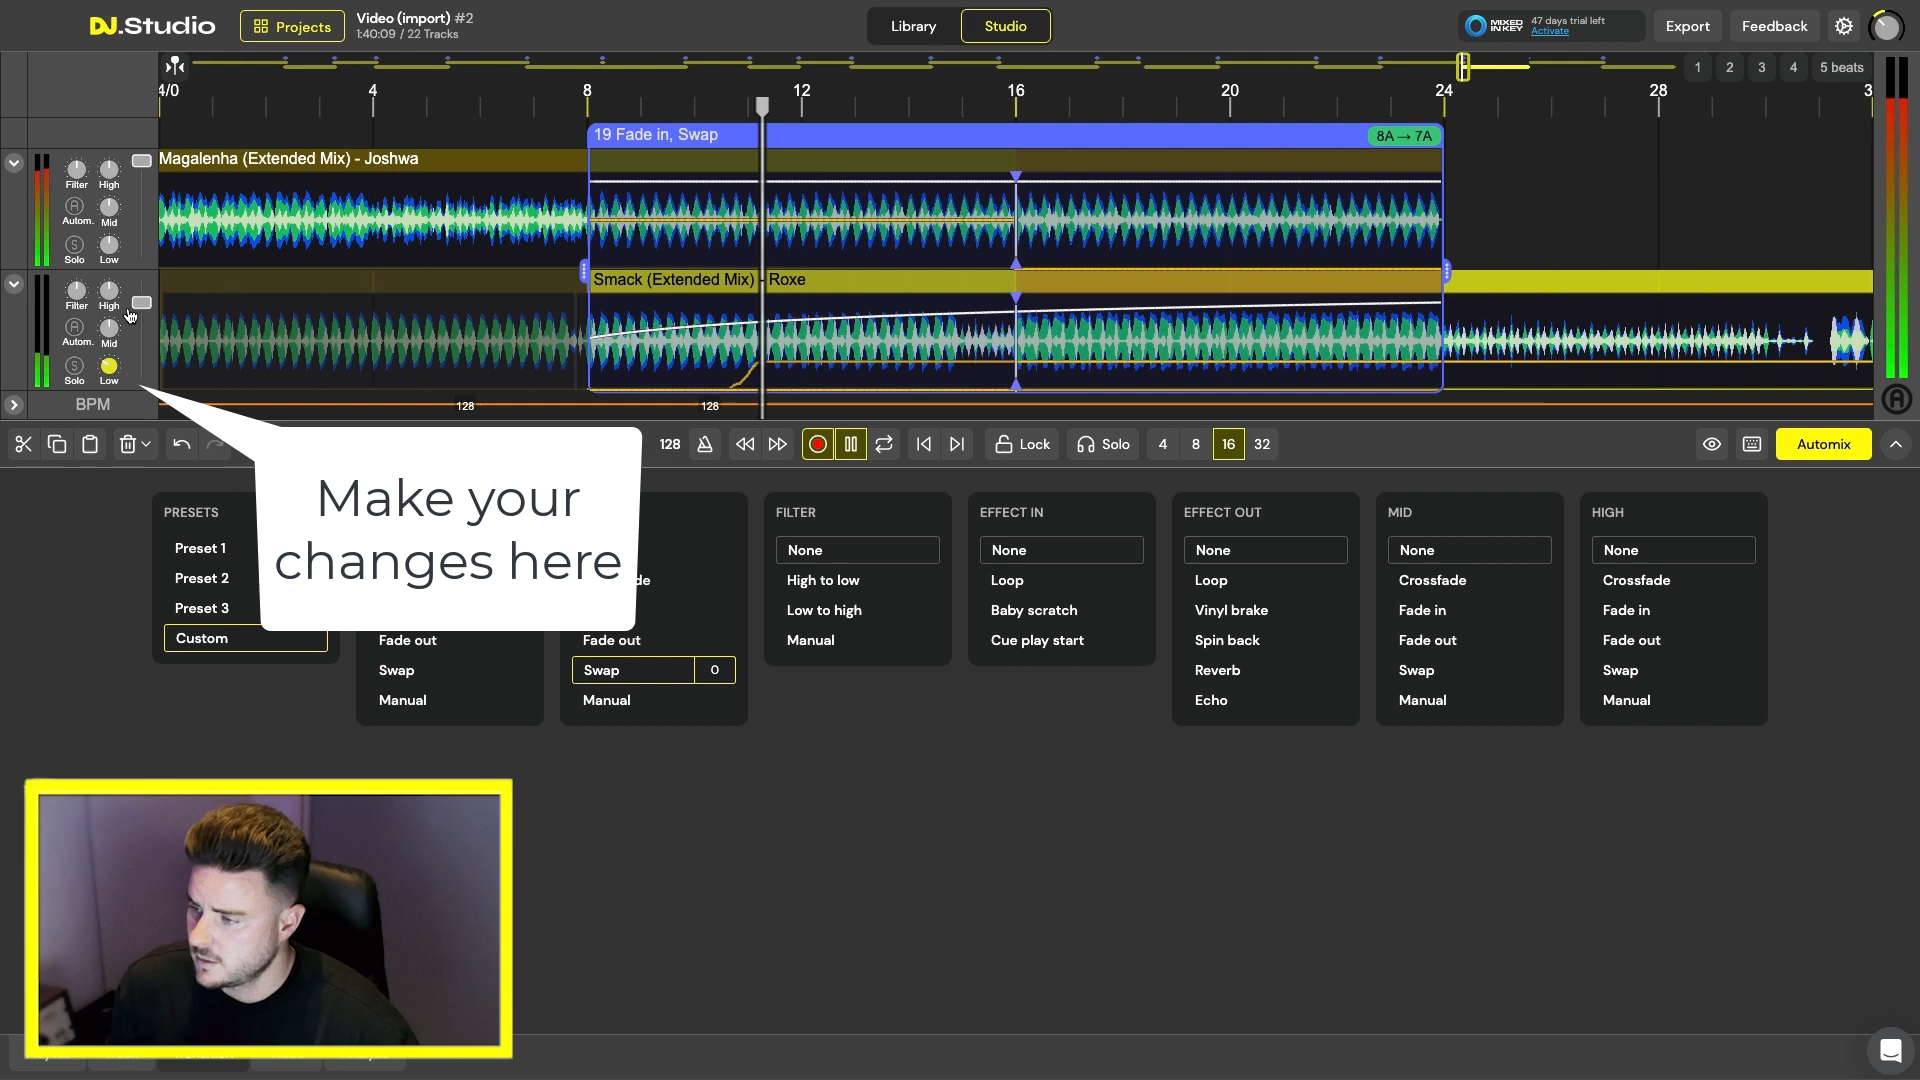 DJ.Studio
Projects
Video (import) #2
1:40:09 / 22 Tracks
Library
Studio
MIXED IN KEY
47 days trial left
Activate
Export
Feedback
1
2
3
4
5 beats
4/0
4
8
12
16
20
24
28
3
19 Fade in, Swap
8A → 7A
Magalenha (Extended Mix) - Joshwa
Filter
High
A
Autom.
Mid
S
Solo
Low
Smack (Extended Mix) - Roxe
Filter
High
A
Autom.
Mid
S
Solo
Low
BPM
128
128
A
128
Lock
Solo
4
8
16
32
Automix
Make your
changes here
PRESETS
Preset 1
Preset 2
Preset 3
Custom
Fade out
Swap
Manual
de
Fade out
Swap
0
Manual
FILTER
None
High to low
Low to high
Manual
EFFECT IN
None
Loop
Baby scratch
Cue play start
EFFECT OUT
None
Loop
Vinyl brake
Spin back
Reverb
Echo
MID
None
Crossfade
Fade in
Fade out
Swap
Manual
HIGH
None
Crossfade
Fade in
Fade out
Swap
Manual